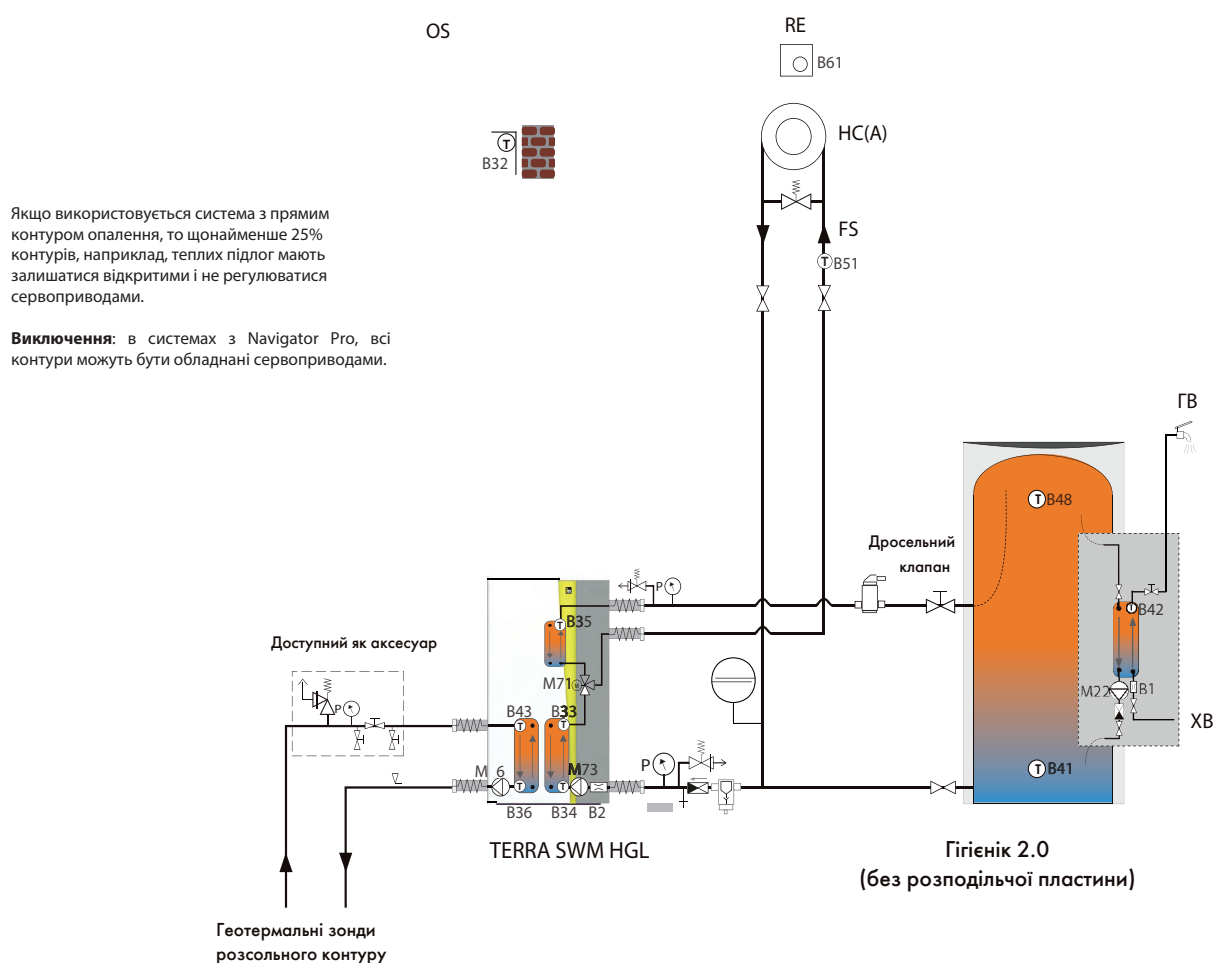 OS
RE
B61
HC(A)
T
B32
Якщо використовується система з прямим
контуром опалення, то щонайменше 25%
контурів, наприклад, теплих підлог мають
залишатися відкритими і не регулюватися
сервоприводами.
Виключення: в системах з Navigator Pro, всі
контури можуть бути обладнані сервоприводами.
FS
T B51
ГВ
T B48
Дросельний
клапан
P
T B35
T B42
Доступний як аксесуар
M71 M
M22
B1
P
B43
T
B33
T
ХВ
M 6
T
T
M73
P
T B41
B36
B34
B2
TERRA SWM HGL
Гігієнік 2.0
(без розподільчої пластини)
Геотермальні зонди
розсольного контуру